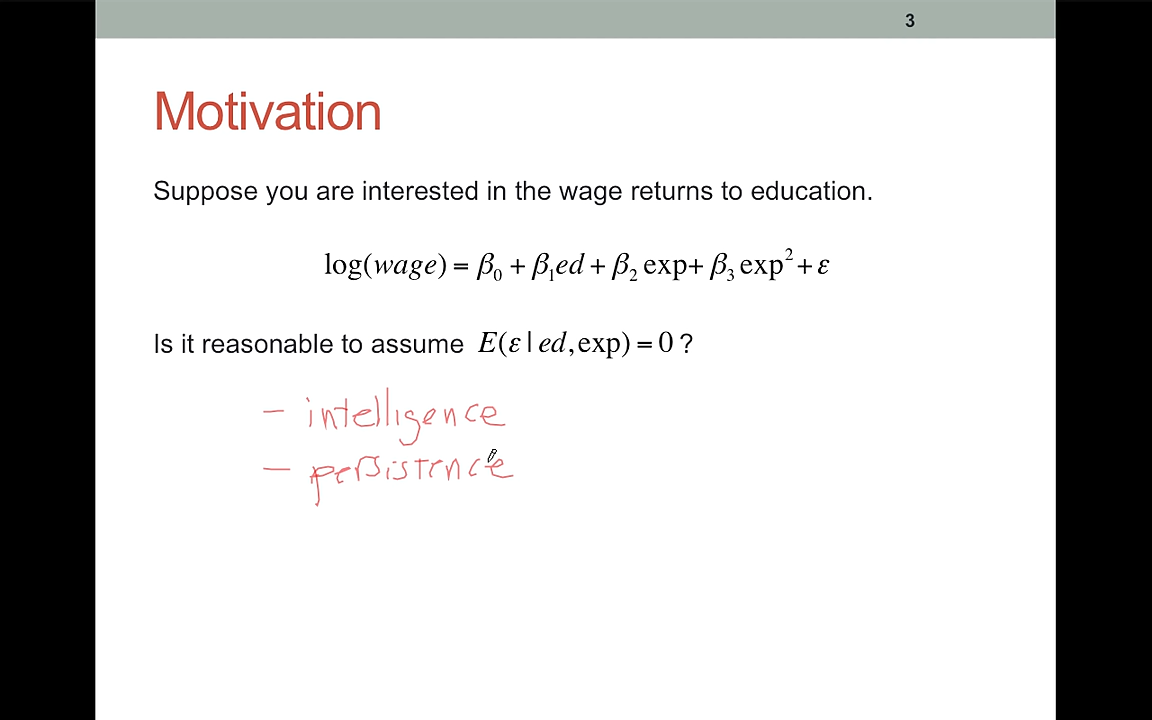 3
Motivation
Suppose you are interested in the wage returns to education.
log(wage) = β₀ + β₁ed + β₂ exp+ β₃ exp² + ε
Is it reasonable to assume E(ε | ed,exp) = 0 ?
- intelligence
- persistence